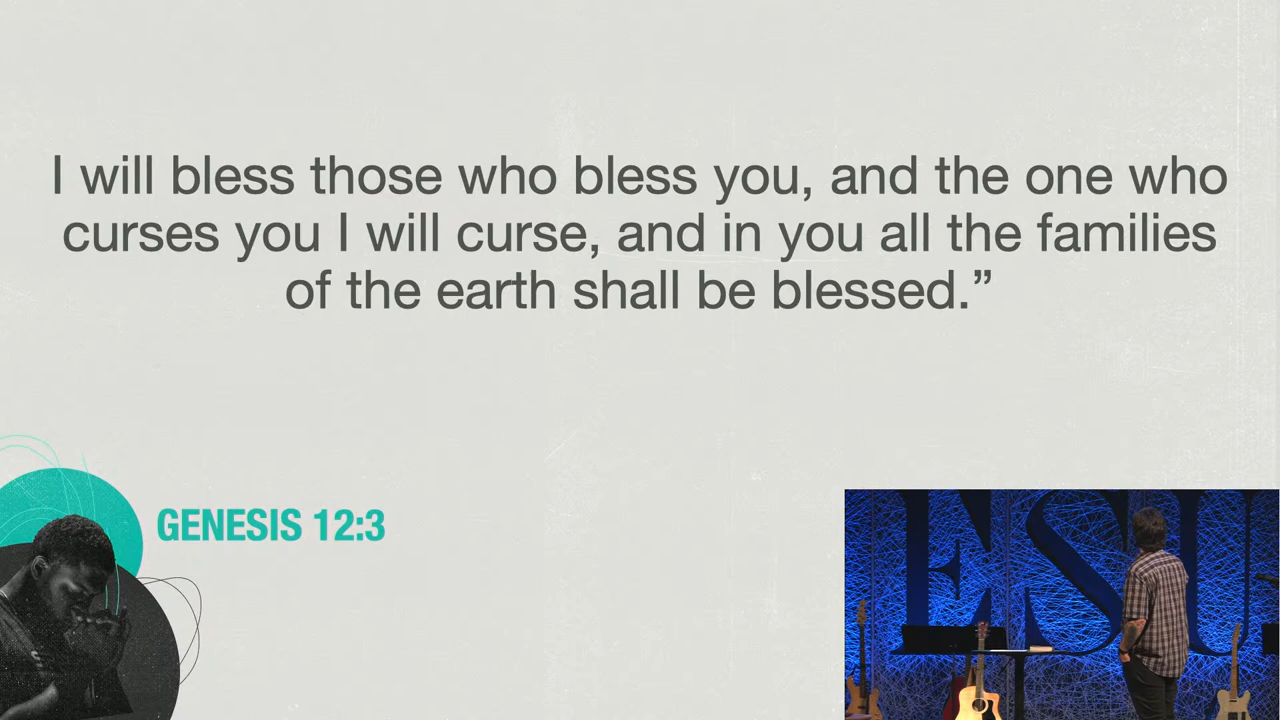 I will bless those who bless you, and the one who
curses you I will curse, and in you all the families
of the earth shall be blessed.”
GENESIS 12:3
ESU